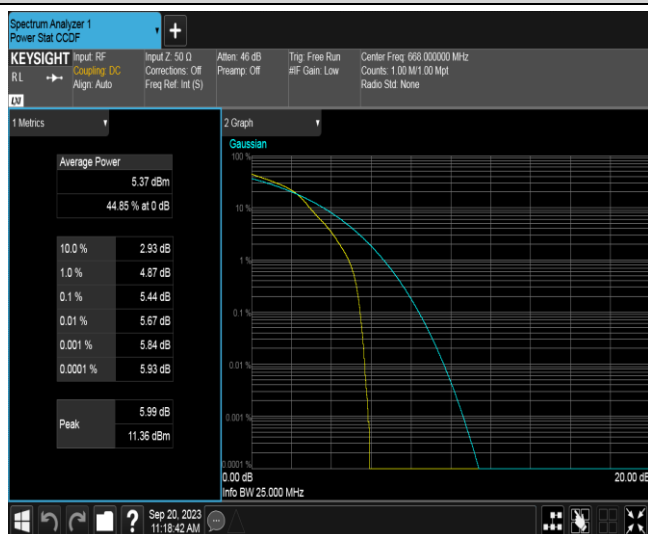 Spectrum Analyzer 1
Power Stat CCDF
+
KEYSIGHT
RL
LXI
Input: RF
Coupling: DC
Align: Auto
Input Z: 50 Ω
Corrections: Off
Freq Ref: Int (S)
Atten: 46 dB
Preamp: Off
Trig: Free Run
#IF Gain: Low
Center Freq: 668.000000 MHz
Counts: 1.00 M/1.00 Mpt
Radio Std: None
1 Metrics
Average Power
5.37 dBm
44.85 % at 0 dB
10.0 % 2.93 dB
1.0 % 4.87 dB
0.1 % 5.44 dB
0.01 % 5.67 dB
0.001 % 5.84 dB
0.0001 % 5.93 dB
Peak
5.99 dB
11.36 dBm
2 Graph
Gaussian
100 %
10 %
1 %
0.1 %
0.01 %
0.001 %
0.0001 %
0.00 dB
20.00 dB
Info BW 25.000 MHz
?
Sep 20, 2023
11:18:42 AM